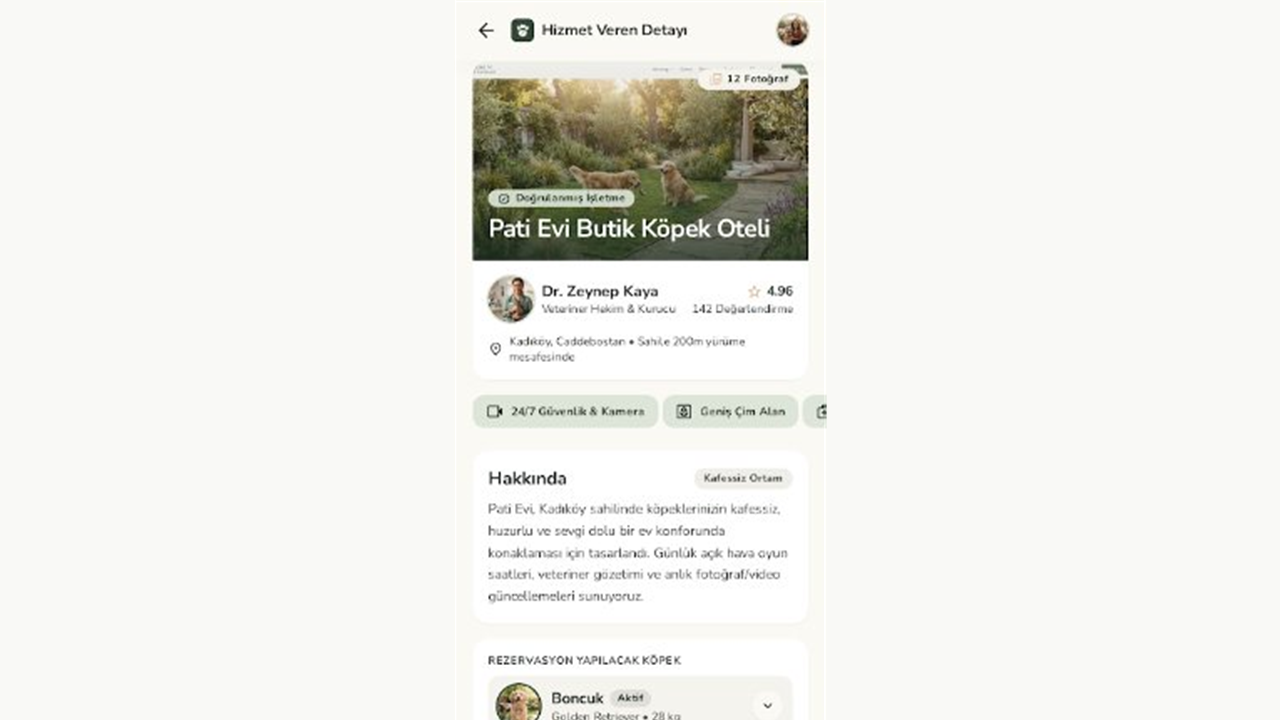 Hizmet Veren Detayı
12 Fotoğraf
Doğrulanmış İşletme
Pati Evi Butik Köpek Oteli
Dr. Zeynep Kaya
4.96
Veteriner Hekim & Kurucu
142 Değerlendirme
Kadıköy, Caddebostan • Sahile 200m yürüme
mesafesinde
24/7 Güvenlik & Kamera
Geniş Çim Alan
Hakkında
Kafessiz Ortam
Pati Evi, Kadıköy sahilinde köpeklerinizin kafessiz,
huzurlu ve sevgi dolu bir ev konforunda
konaklaması için tasarlandı. Günlük açık hava oyun
saatleri, veteriner gözetimi ve anlık fotoğraf/video
güncellemeleri sunuyoruz.
REZERVASYON YAPILACAK KÖPEK
Boncuk
Aktif
Golden Retriever • 28 kg